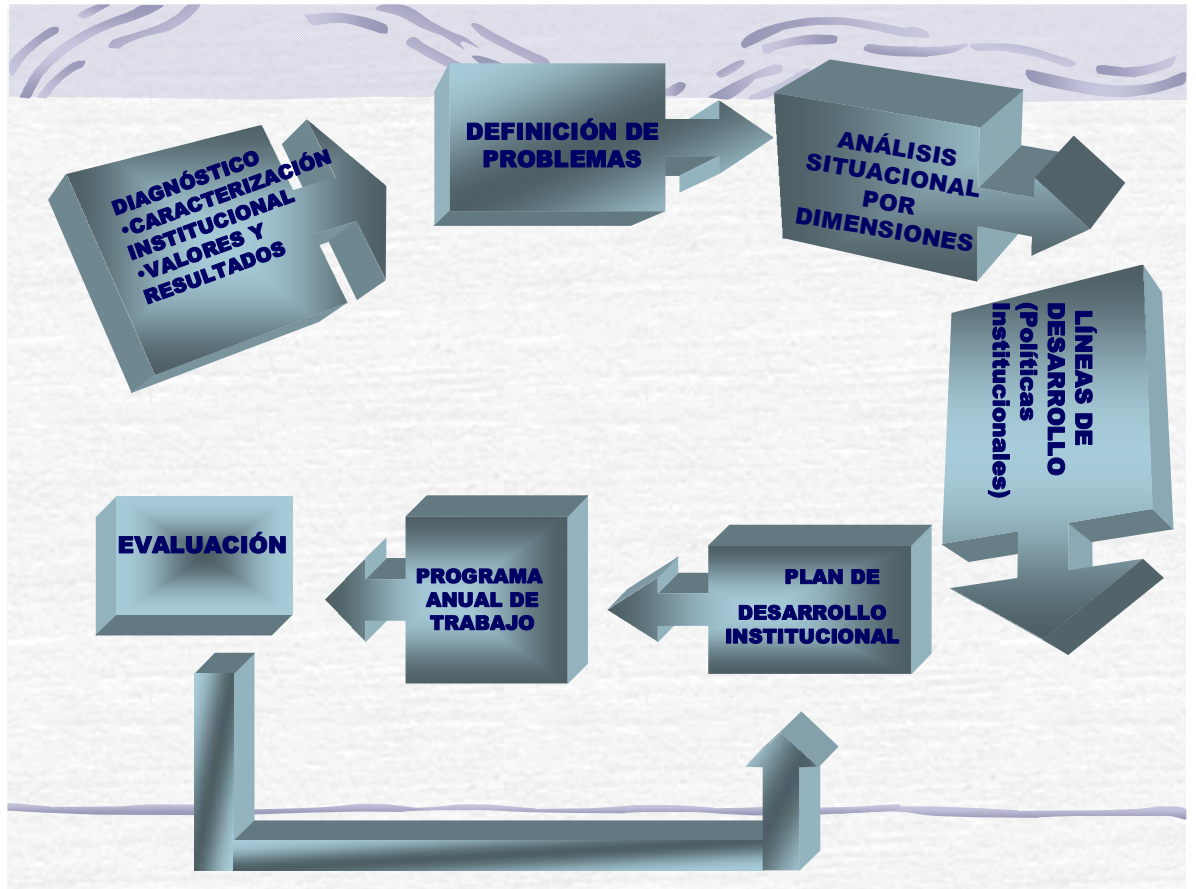 DIAGNÓSTICO
•CARACTERIZACIÓN
INSTITUCIONAL
•VALORES Y
RESULTADOS
DEFINICIÓN DE
PROBLEMAS
ANÁLISIS
SITUACIONAL
POR
DIMENSIONES
LÍNEAS DE
DESARROLLO
(Políticas
Institucionales)
PLAN DE
DESARROLLO
INSTITUCIONAL
PROGRAMA
ANUAL DE
TRABAJO
EVALUACIÓN